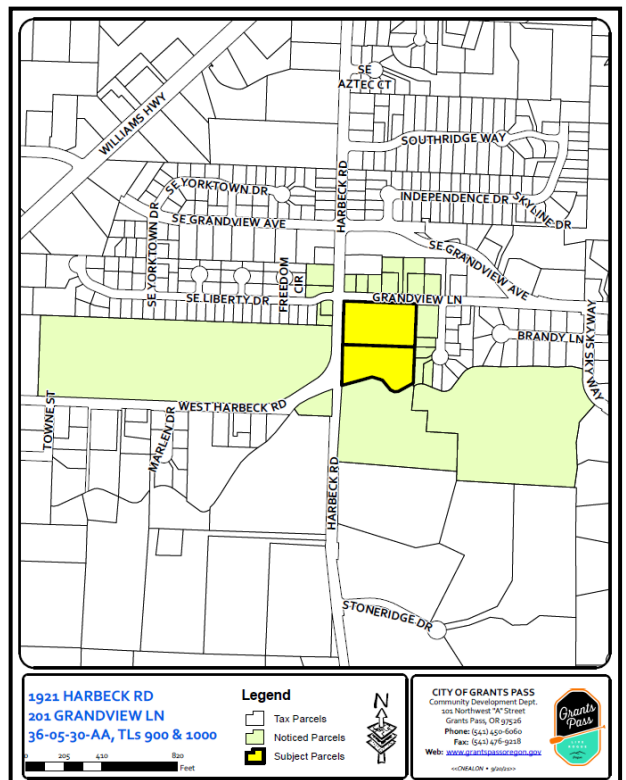 SE
AZTEC CT
WILLIAMS HWY
SOUTHRIDGE WAY
HARBECK RD
SE YORKTOWN DR
INDEPENDENCE DR
SKYLINE DR
SE GRANDVIEW AVE
SE YORKTOWN DR
SE GRANDVIEW AVE
FREEDOM
CIR
SE LIBERTY DR
GRANDVIEW LN
BRANDY LN
SKY WAY
SKY WAY
WEST HARBECK RD
TOWNE ST
MARLEN DR
HARBECK RD
STONERIDGE DR
1921 HARBECK RD
201 GRANDVIEW LN
36-05-30-AA, TLs 900 & 1000
0 205 410 820
Feet
Legend
Tax Parcels
Noticed Parcels
Subject Parcels
N
CITY OF GRANTS PASS
Community Development Dept.
101 Northwest "A" Street
Grants Pass, OR 97526
Phone: (541) 450-6060
Fax: (541) 476-9218
Web: www.grantspassoregon.gov
Grants
Pass